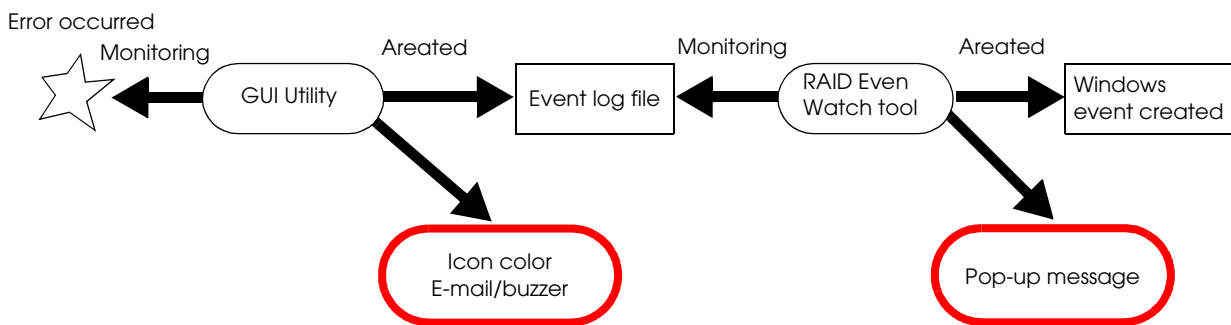 Error occurred
Monitoring
Areated
Monitoring
Areated
GUI Utility
Event log file
RAID Even
Watch tool
Windows
event created
Icon color
E-mail/buzzer
Pop-up message